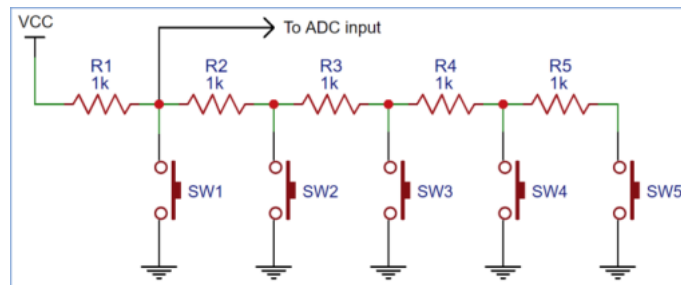 VCC
To ADC input
R1 R2 R3 R4 R5
1k 1k 1k 1k 1k
SW1 SW2 SW3 SW4 SW5